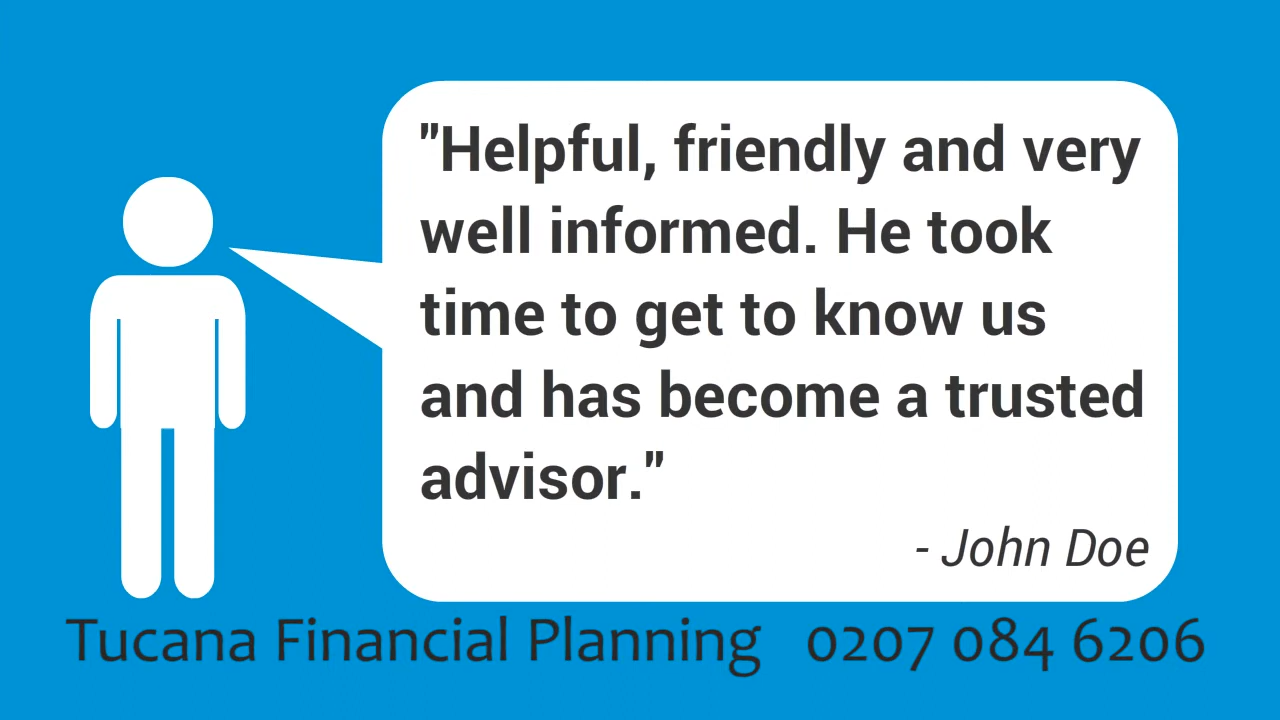 "Helpful, friendly and very
well informed. He took
time to get to know us
and has become a trusted
advisor."
- John Doe
Tucana Financial Planning 0207 084 6206